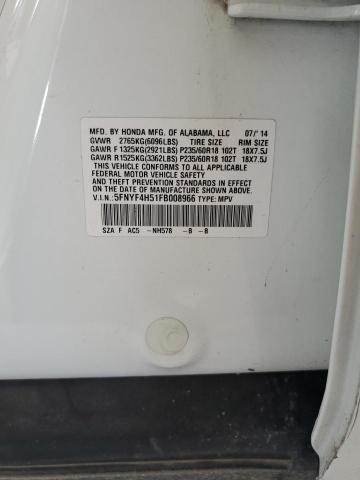 MFD. BY HONDA MFG. OF ALABAMA, LLC 07/'14
GVWR 2765KG(6096LBS) TIRE SIZE RIM SIZE
GAWR F 1325KG(2921LBS) P235/60R18 102T 18X7.5J
GAWR R1525KG(3362LBS) P235/60R18 102T 18X7.5J
THIS VEHICLE CONFORMS TO ALL APPLICABLE
FEDERAL MOTOR VEHICLE SAFETY
AND THEFT PREVENTION STANDARDS IN EFFECT
ON THE DATE OF MANUFACTURE SHOWN ABOVE.
V.I.N.:5FNYF4H51FB008966 TYPE: MPV
SZA F AC5 -NH578 -B -B